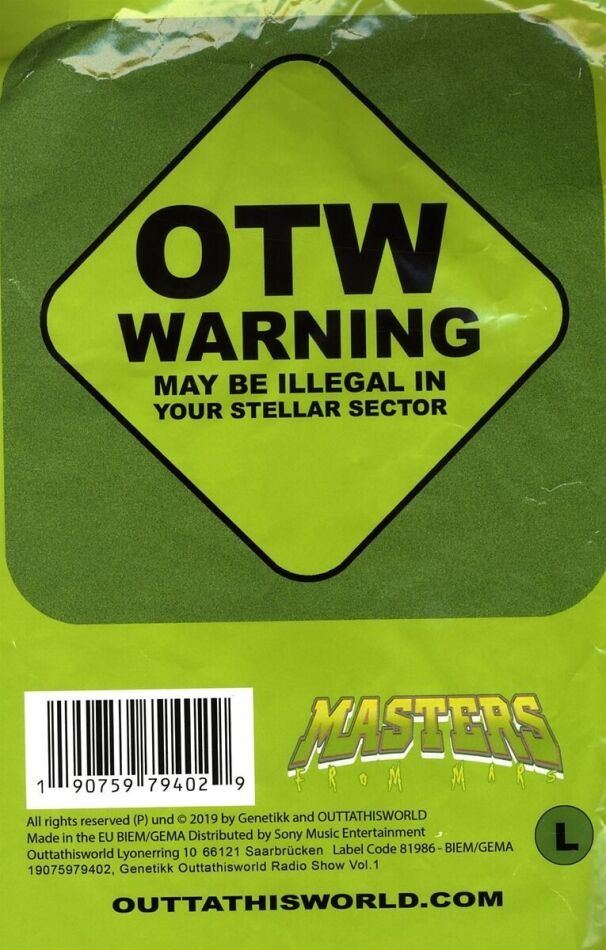 OTW
WARNING
MAY BE ILLEGAL IN
YOUR STELLAR SECTOR
1 90759 79402 9
MASTERS
FROM MARS
All rights reserved (P) und © 2019 by Genetikk and OUTTATHISWORLD
Made in the EU BIEM/GEMA Distributed by Sony Music Entertainment
Outtathisworld Lyonerring 10 66121 Saarbrücken Label Code 81986 - BIEM/GEMA
19075979402, Genetikk Outtathisworld Radio Show Vol.1
L
OUTTATHISWORLD.COM